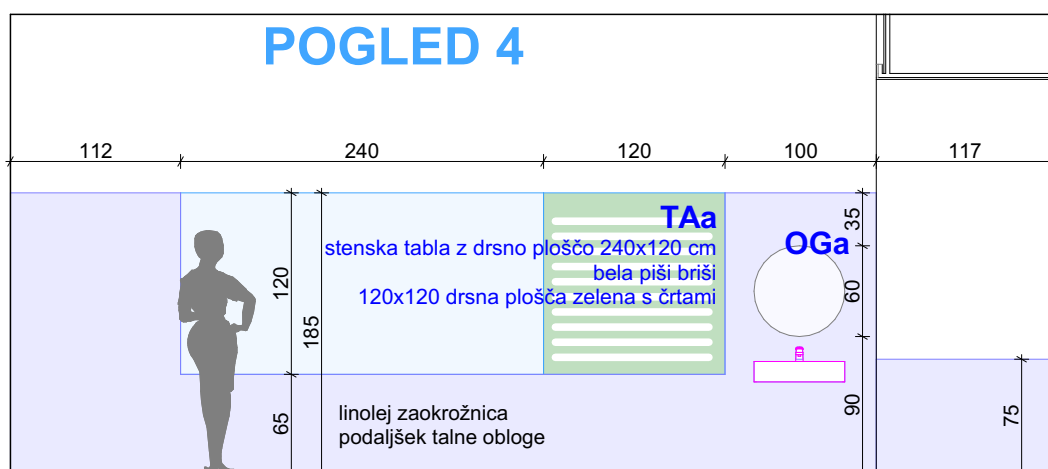 POGLED 4
112
240
120
100
117
TAa
stenska tabla z drsno ploščo 240x120 cm
bela piši briši
120x120 drsna plošča zelena s črtami
OGa
35
60
90
120
185
65
75
linolej zaokrožnica
podaljšek talne obloge